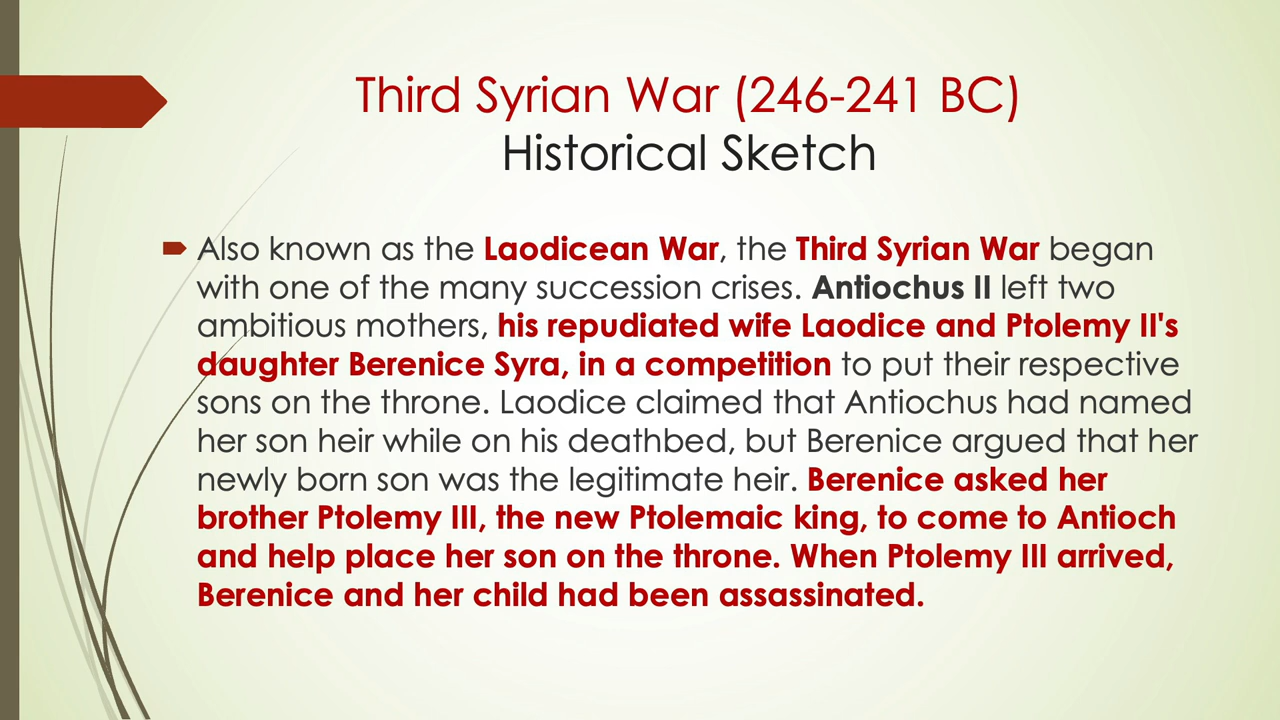 Third Syrian War (246-241 BC)
Historical Sketch
Also known as the Laodicean War, the Third Syrian War began
with one of the many succession crises. Antiochus II left two
ambitious mothers, his repudiated wife Laodice and Ptolemy II's
daughter Berenice Syra, in a competition to put their respective
sons on the throne. Laodice claimed that Antiochus had named
her son heir while on his deathbed, but Berenice argued that her
newly born son was the legitimate heir. Berenice asked her
brother Ptolemy III, the new Ptolemaic king, to come to Antioch
and help place her son on the throne. When Ptolemy III arrived,
Berenice and her child had been assassinated.